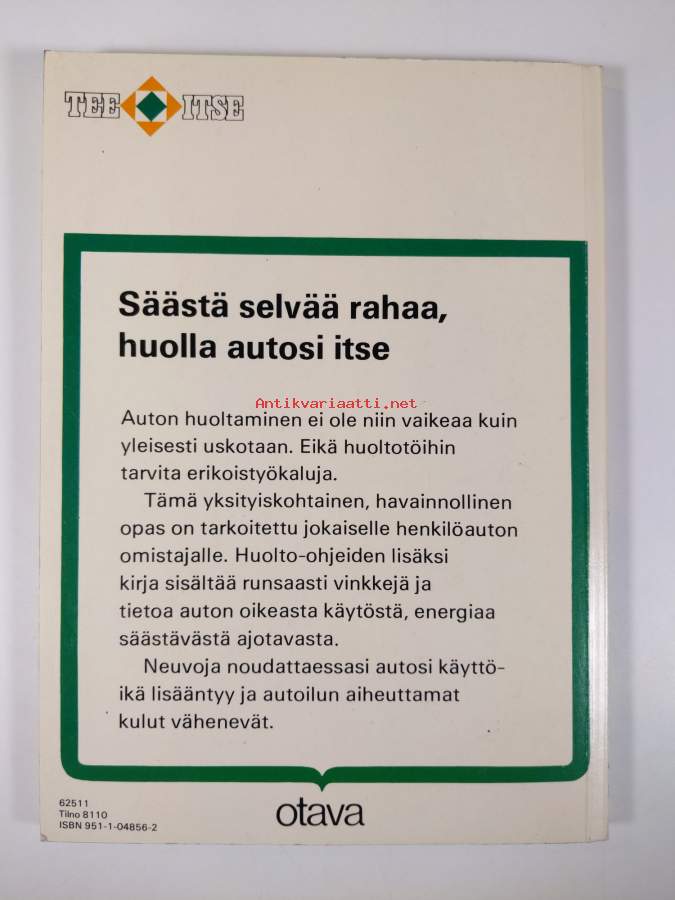 TEE ITSE
Säästä selvää rahaa,
huolla autosi itse
Antikvariaatti.net
Auton huoltaminen ei ole niin vaikeaa kuin
yleisesti uskotaan. Eikä huoltotöihin
tarvita erikoistyökaluja.
Tämä yksityiskohtainen, havainnollinen
opas on tarkoitettu jokaiselle henkilöauton
omistajalle. Huolto-ohjeiden lisäksi
kirja sisältää runsaasti vinkkejä ja
tietoa auton oikeasta käytöstä, energiaa
säästävästä ajotavasta.
Neuvoja noudattaessasi autosi käyttö-
ikä lisääntyy ja autoilun aiheuttamat
kulut vähenevät.
62511
Tilno 8110
ISBN 951-1-04856-2
otava